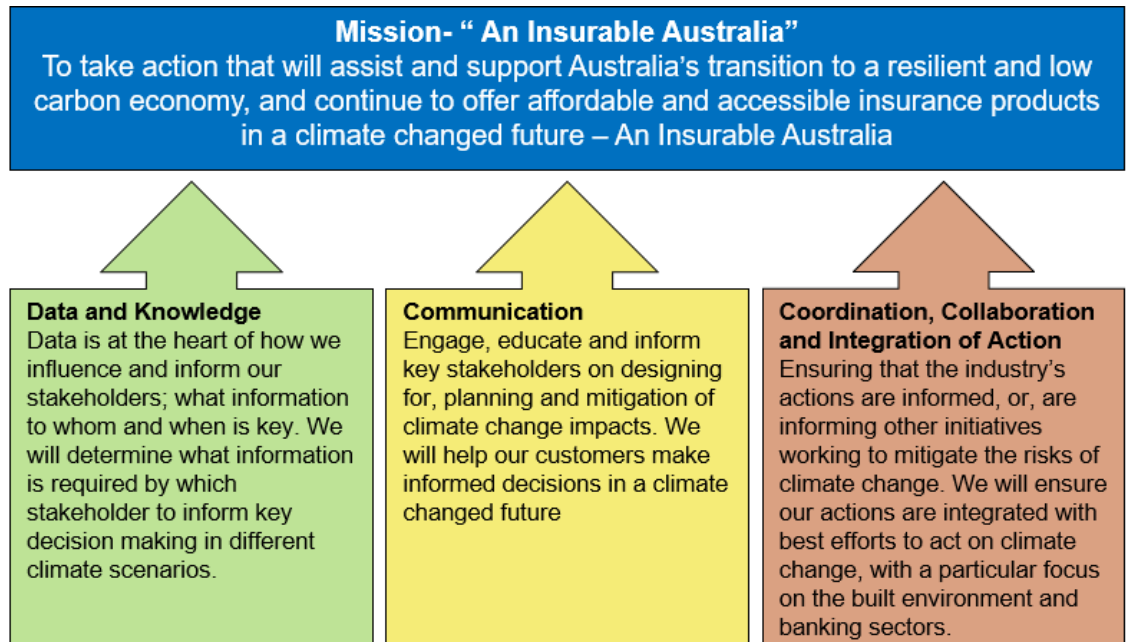 Mission- “ An Insurable Australia”
To take action that will assist and support Australia’s transition to a resilient and low
carbon economy, and continue to offer affordable and accessible insurance products
in a climate changed future – An Insurable Australia
Data and Knowledge
Data is at the heart of how we
influence and inform our
stakeholders; what information
to whom and when is key. We
will determine what information
is required by which
stakeholder to inform key
decision making in different
climate scenarios.
Communication
Engage, educate and inform
key stakeholders on designing
for, planning and mitigation of
climate change impacts. We
will help our customers make
informed decisions in a climate
changed future
Coordination, Collaboration
and Integration of Action
Ensuring that the industry’s
actions are informed, or, are
informing other initiatives
working to mitigate the risks of
climate change. We will ensure
our actions are integrated with
best efforts to act on climate
change, with a particular focus
on the built environment and
banking sectors.